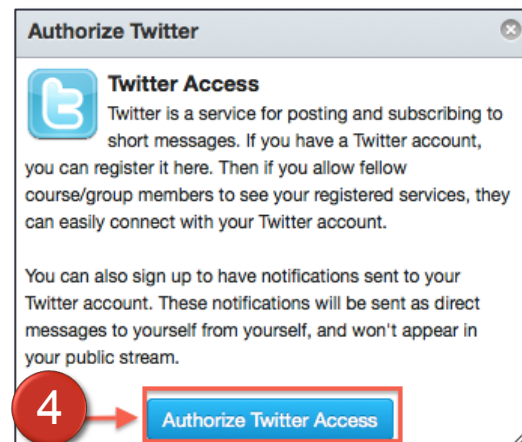 Authorize Twitter
Twitter Access
Twitter is a service for posting and subscribing to
short messages. If you have a Twitter account,
you can register it here. Then if you allow fellow
course/group members to see your registered services, they
can easily connect with your Twitter account.
You can also sign up to have notifications sent to your
Twitter account. These notifications will be sent as direct
messages to yourself from yourself, and won't appear in
your public stream.
4
Authorize Twitter Access